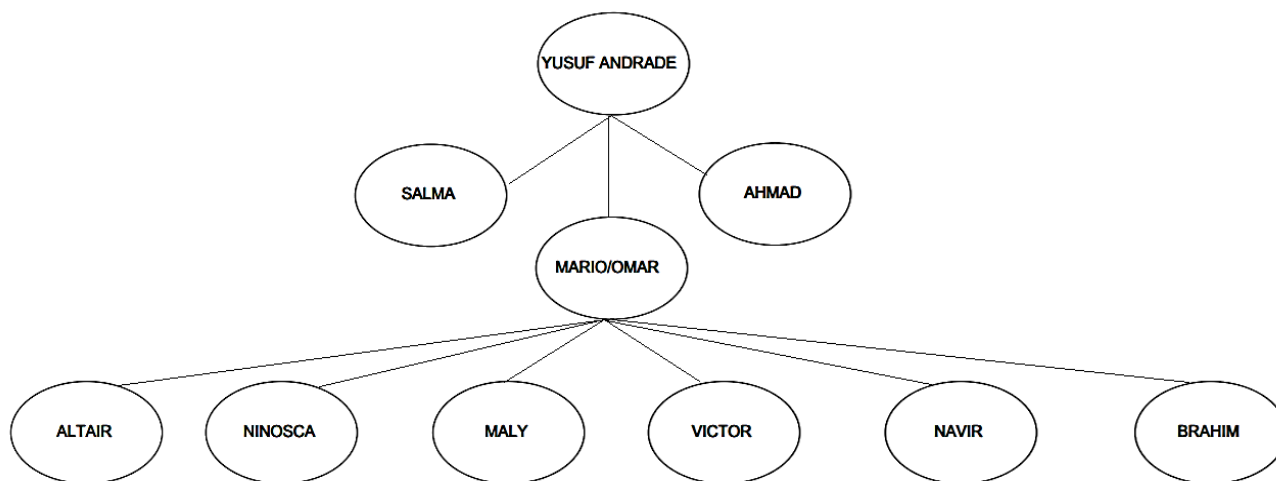 YUSUF ANDRADE
SALMA
AHMAD
MARIO/OMAR
ALTAIR
NINOSCA
MALY
VICTOR
NAVIR
BRAHIM